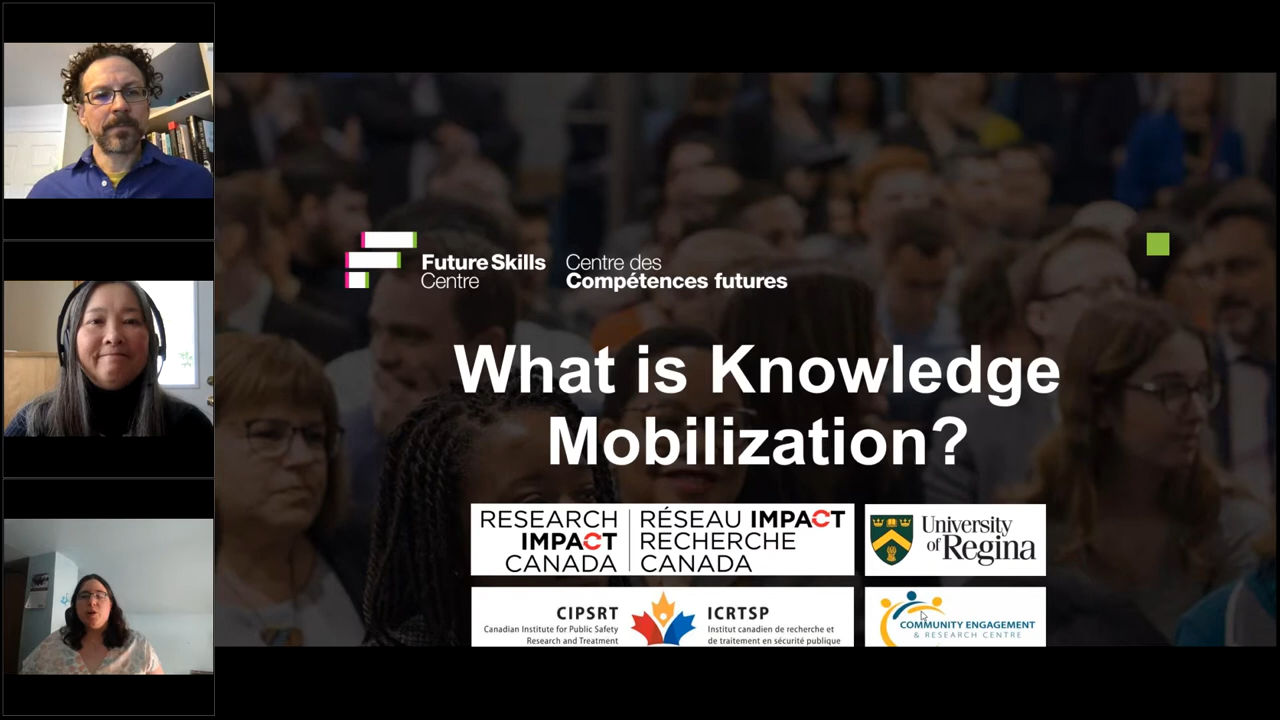 Future Skills
Centre
Centre des
Compétences futures
What is Knowledge
Mobilization?
RESEARCH
IMPACT
CANADA
RÉSEAU IMPACT
RECHERCHE
CANADA
University
of Regina
CIPSRT
Canadian Institute for Public Safety
Research and Treatment
ICRTSP
Institut canadien de recherche et
de traitement en sécurité publique
COMMUNITY ENGAGEMENT
& RESEARCH CENTRE